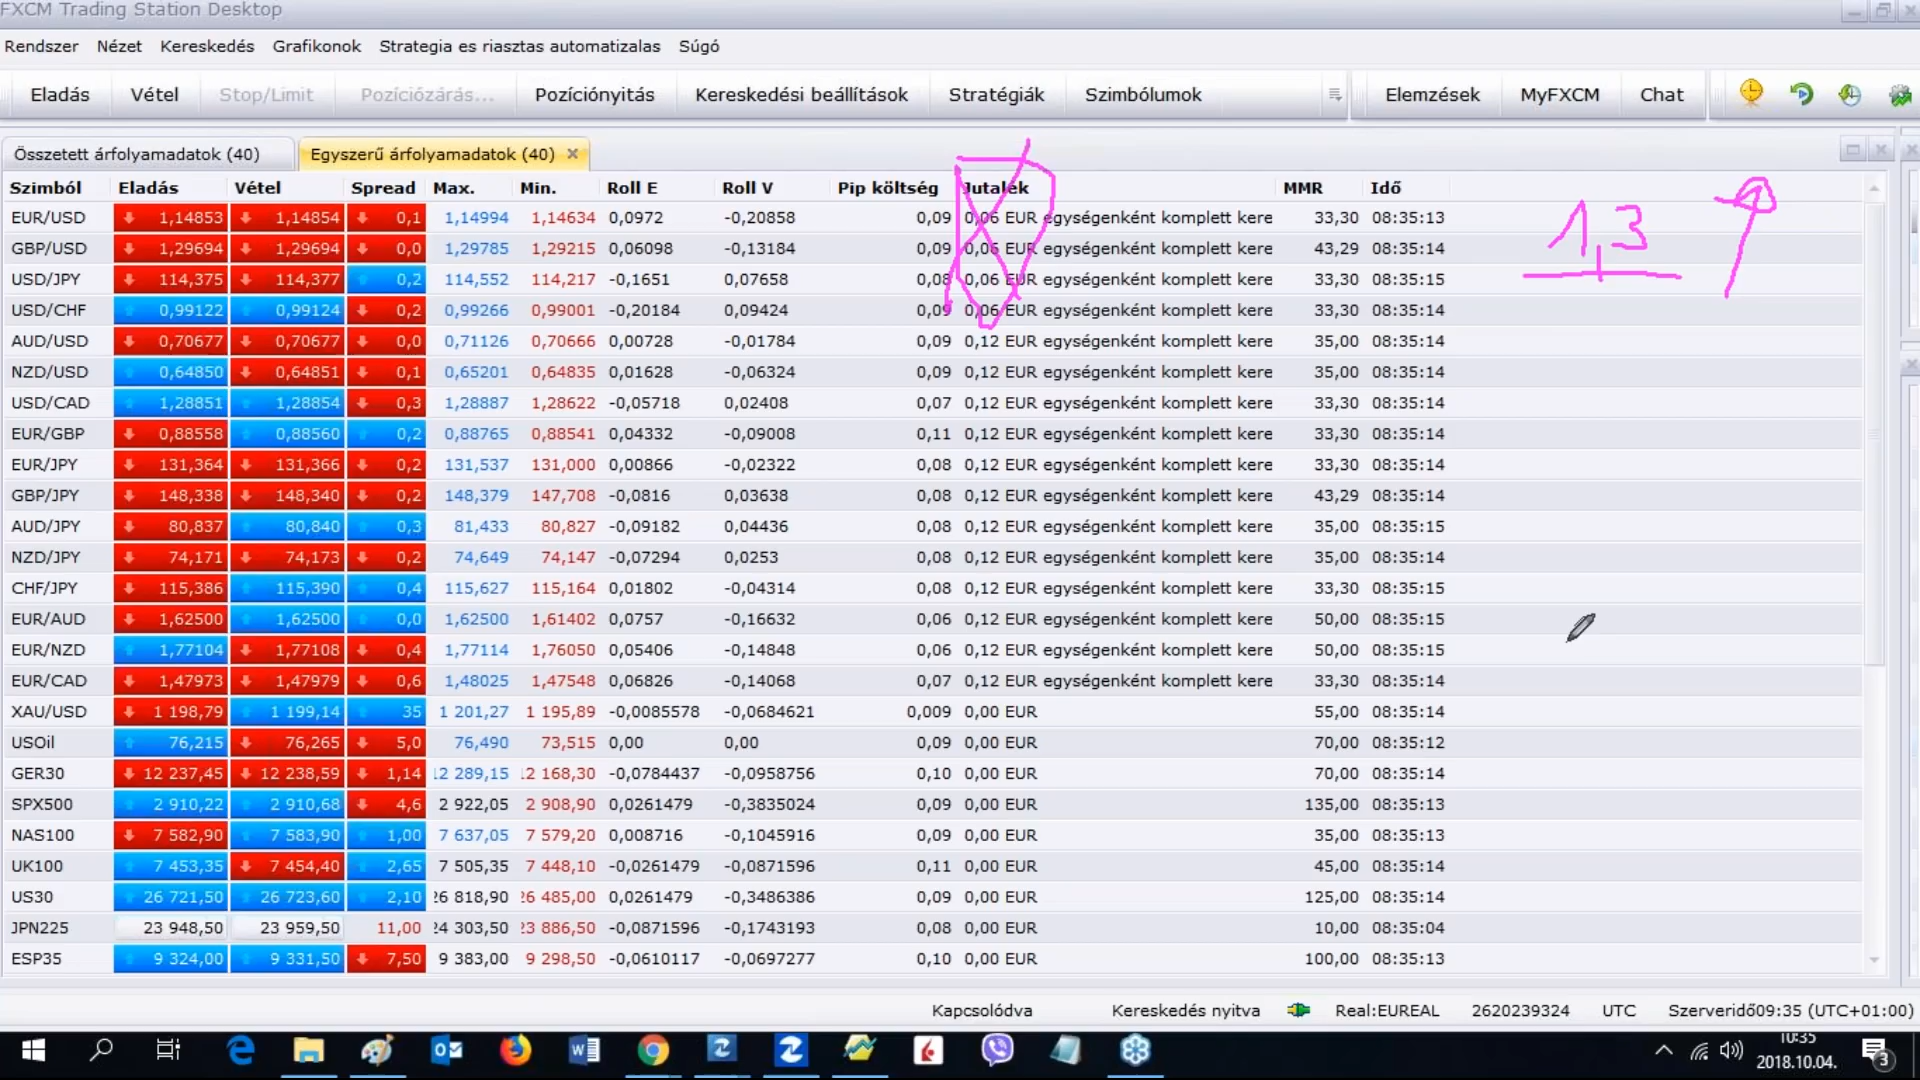 FXCM Trading Station Desktop
Rendszer Nézet Kereskedés Grafikonok Strategia es riasztas automatizalas Súgó
Eladás Vétel Stop/Limit Pozíciózárás... Pozíciónyitás Kereskedési beállítások Stratégiák Szimbólumok Elemzések MyFXCM Chat
Összetett árfolyamadatok (40) Egyszerű árfolyamadatok (40)
Szimból Eladás Vétel Spread Max. Min. Roll E Roll V Pip költség Jutalék MMR Idő
EUR/USD 1,14853 1,14854 0,1 1,14994 1,14634 0,0972 -0,20858 0,09 0,06 EUR egységenként komplett kere 33,30 08:35:13
1,3
GBP/USD 1,29694 1,29694 0,0 1,29785 1,29215 0,06098 -0,13184 0,09 0,06 EUR egységenként komplett kere 43,29 08:35:14
USD/JPY 114,375 114,377 0,2 114,552 114,217 -0,1651 0,07658 0,08 0,06 EUR egységenként komplett kere 33,30 08:35:15
USD/CHF 0,99122 0,99124 0,2 0,99266 0,99001 -0,20184 0,09424 0,09 0,06 EUR egységenként komplett kere 33,30 08:35:14
AUD/USD 0,70677 0,70677 0,0 0,71126 0,70666 0,00728 -0,01784 0,09 0,12 EUR egységenként komplett kere 35,00 08:35:14
NZD/USD 0,64850 0,64851 0,1 0,65201 0,64835 0,01628 -0,06324 0,09 0,12 EUR egységenként komplett kere 35,00 08:35:14
USD/CAD 1,28851 1,28854 0,3 1,28887 1,28622 -0,05718 0,02408 0,07 0,12 EUR egységenként komplett kere 33,30 08:35:14
EUR/GBP 0,88558 0,88560 0,2 0,88765 0,88541 0,04332 -0,09008 0,11 0,12 EUR egységenként komplett kere 33,30 08:35:14
EUR/JPY 131,364 131,366 0,2 131,537 131,000 0,00866 -0,02322 0,08 0,12 EUR egységenként komplett kere 33,30 08:35:14
GBP/JPY 148,338 148,340 0,2 148,379 147,708 -0,0816 0,03638 0,08 0,12 EUR egységenként komplett kere 43,29 08:35:14
AUD/JPY 80,837 80,840 0,3 81,433 80,827 -0,09182 0,04436 0,08 0,12 EUR egységenként komplett kere 35,00 08:35:15
NZD/JPY 74,171 74,173 0,2 74,649 74,147 -0,07294 0,0253 0,08 0,12 EUR egységenként komplett kere 35,00 08:35:14
CHF/JPY 115,386 115,390 0,4 115,627 115,164 0,01802 -0,04314 0,08 0,12 EUR egységenként komplett kere 33,30 08:35:15
EUR/AUD 1,62500 1,62500 0,0 1,62500 1,61402 0,0757 -0,16632 0,06 0,12 EUR egységenként komplett kere 50,00 08:35:15
EUR/NZD 1,77104 1,77108 0,4 1,77114 1,76050 0,05406 -0,14848 0,06 0,12 EUR egységenként komplett kere 50,00 08:35:15
EUR/CAD 1,47973 1,47979 0,6 1,48025 1,47548 0,06826 -0,14068 0,07 0,12 EUR egységenként komplett kere 33,30 08:35:14
XAU/USD 1 198,79 1 199,14 35 1 201,27 1 195,89 -0,0085578 -0,0684621 0,009 0,00 EUR 55,00 08:35:14
USOil 76,215 76,265 5,0 76,490 73,515 0,00 0,00 0,09 0,00 EUR 70,00 08:35:12
GER30 12 237,45 12 238,59 1,14 12 289,15 12 168,30 -0,0784437 -0,0958756 0,10 0,00 EUR 70,00 08:35:14
SPX500 2 910,22 2 910,68 4,6 2 922,05 2 908,90 0,0261479 -0,3835024 0,09 0,00 EUR 135,00 08:35:13
NAS100 7 582,90 7 583,90 1,00 7 637,05 7 579,20 0,008716 -0,1045916 0,09 0,00 EUR 35,00 08:35:13
UK100 7 453,35 7 454,40 2,65 7 505,35 7 448,10 -0,0261479 -0,0871596 0,11 0,00 EUR 45,00 08:35:14
US30 26 721,50 26 723,60 2,10 26 818,90 26 485,00 0,0261479 -0,3486386 0,09 0,00 EUR 125,00 08:35:14
JPN225 23 948,50 23 959,50 11,00 24 303,50 23 886,50 -0,0871596 -0,1743193 0,08 0,00 EUR 10,00 08:35:04
ESP35 9 324,00 9 331,50 7,50 9 383,00 9 298,50 -0,0610117 -0,0697277 0,10 0,00 EUR 100,00 08:35:13
Kapcsolódva Kereskedés nyitva Real:EUREAL 2620239324 UTC Szerveridő09:35 (UTC+01:00)
10:35
2018.10.04.
3